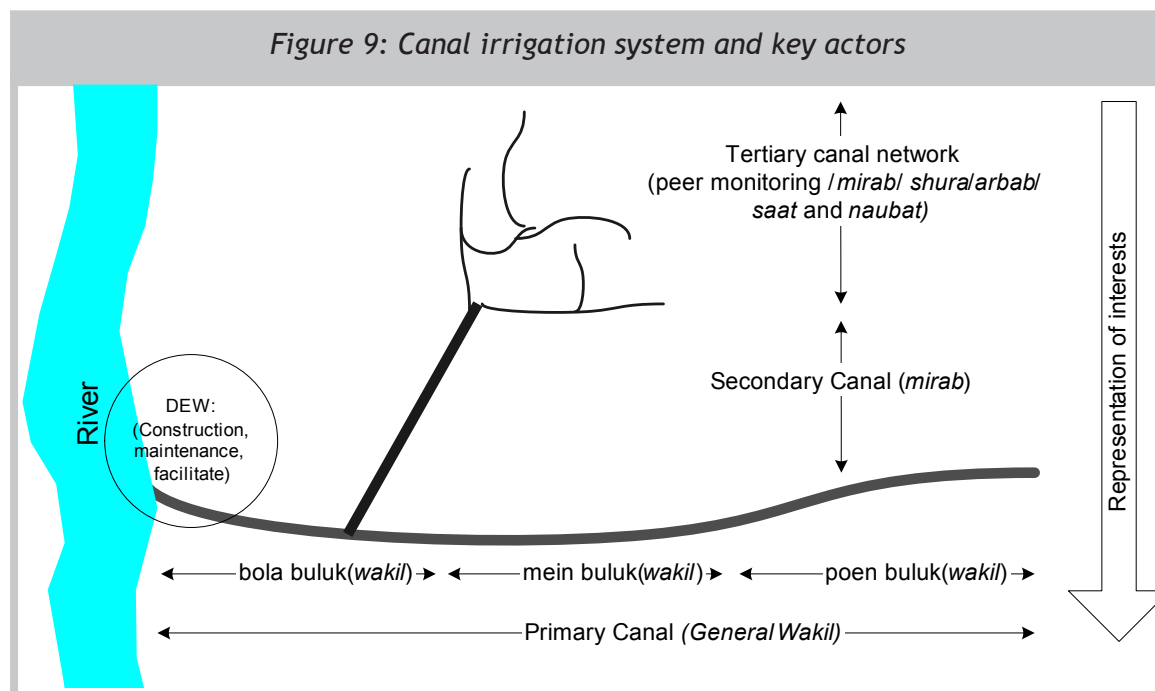 Figure 9: Canal irrigation system and key actors
Tertiary canal network
(peer monitoring /mirab/ shura/arbab/
saat and naubat)
Secondary Canal (mirab)
Representation of interests
River
DEW:
(Construction,
maintenance,
facilitate)
bola buluk(wakil)
mein buluk(wakil)
poen buluk(wakil)
Primary Canal (General Wakil)